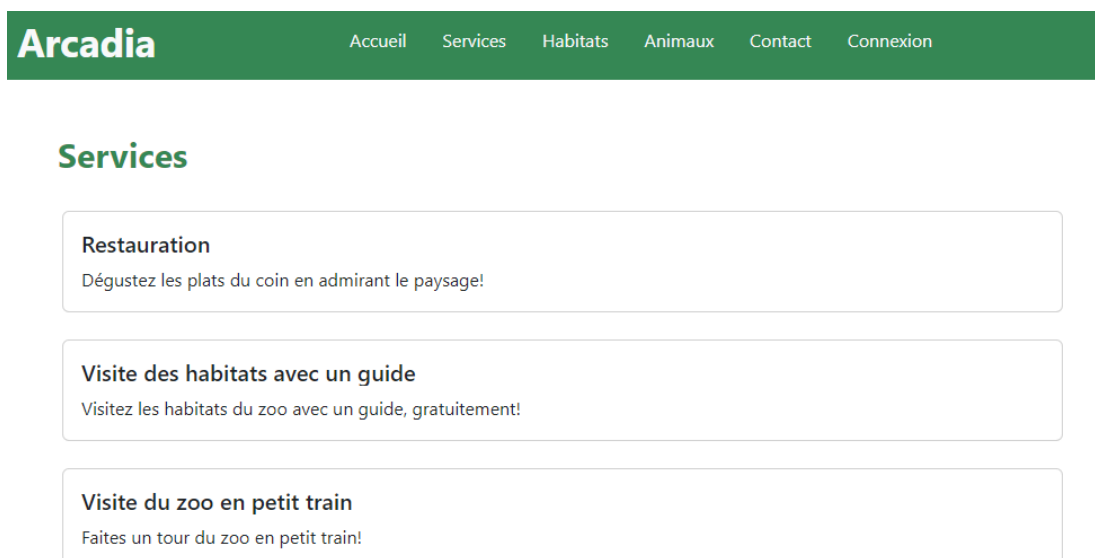 Arcadia Accueil Services Habitats Animaux Contact Connexion
Services
Restauration
Dégustez les plats du coin en admirant le paysage!
Visite des habitats avec un guide
Visitez les habitats du zoo avec un guide, gratuitement!
Visite du zoo en petit train
Faites un tour du zoo en petit train!